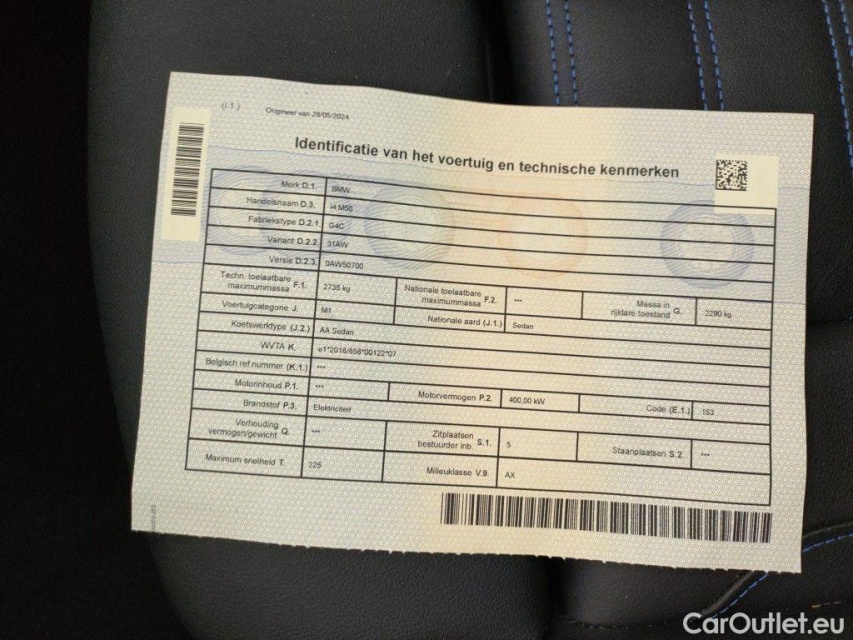 (i.1.) Origineel van 28/05/2024
Identificatie van het voertuig en technische kenmerken
Merk D.1. BMW
Handelsnaam D.3. I4 M50
Fabriekstype D.2.1 G4C
Variant D.2.2. 31AW
Versie D.2.3. 0AW50700
Techn. toelaatbare maximummassa F.1. 2735 kg Nationale toelaatbare maximummassa F.2. *** Massa in rijklare toestand G. 2290 kg
Voertuigcategorie J. M1 Nationale aard (J.1.) Sedan
Koetswerktype (J.2.) AA Sedan
WVTA K. e1*2018/858*00122*07
Belgisch ref.nummer (K.1.) ***
Motorinhoud P.1. *** Motorvermogen P.2. 400,00 kW Code (E.1.) 153
Brandstof P.3. Elektriciteit
Verhouding vermogen/gewicht Q. *** Zitplaatsen bestuurder inb. S.1. 5 Staanplaatsen S.2. ***
Maximum snelheid T. 225 Milieuklasse V.9. AX
CarOutlet.eu